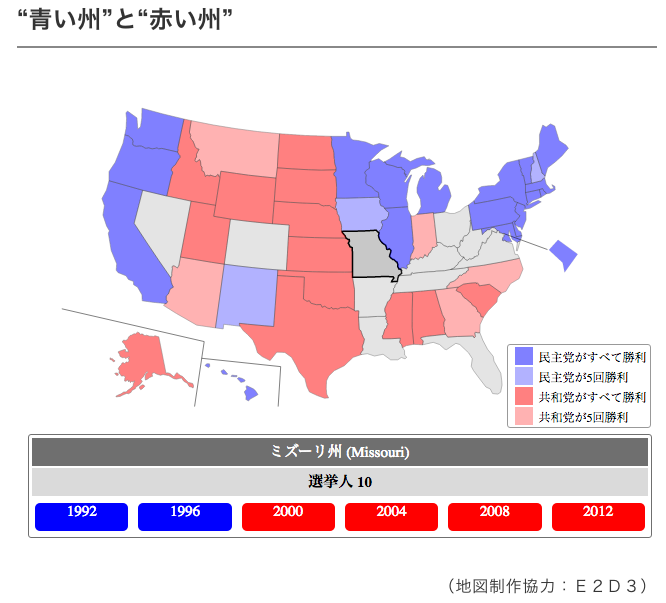 “青い州”と“赤い州”
民主党がすべて勝利
民主党が5回勝利
共和党がすべて勝利
共和党が5回勝利
ミズーリ州 (Missouri)
選挙人 10
1992 1996 2000 2004 2008 2012
（地図制作協力：Ｅ２Ｄ３）